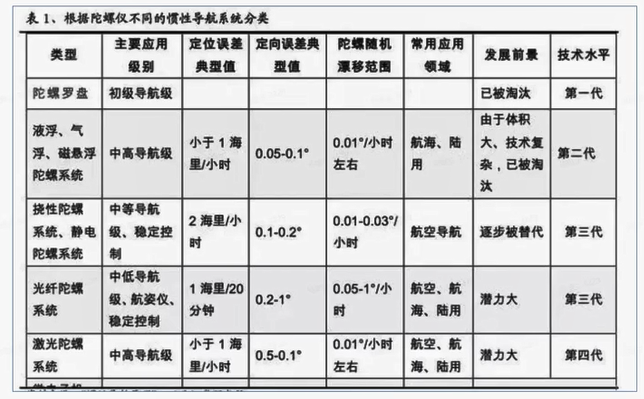 表 1、根据陀螺仪不同的惯性导航系统分类
类型 主要应用级别 定位误差典型值 定向误差典型值 陀螺随机漂移范围 常用应用领域 发展前景 技术水平
陀螺罗盘 初级导航级 已被淘汰 第一代
液浮、气浮、磁悬浮陀螺系统 中高导航级 小于 1 海里/小时 0.05-0.1° 0.01°/小时左右 航海、陆用 由于体积大、技术复杂，已被淘汰 第二代
挠性陀螺系统、静电陀螺系统 中等导航级、稳定控制 2 海里/小时 0.1-0.2° 0.01-0.03°/小时 航空导航 逐步被替代 第三代
光纤陀螺系统 中低导航级、航姿仪、稳定控制 1 海里/20分钟 0.2-1° 0.05-1°/小时 航空、航海、陆用 潜力大 第三代
激光陀螺系统 中高导航级 小于 1 海里/小时 0.5-0.1° 0.01°/小时左右 航空、航海、陆用 潜力大 第四代